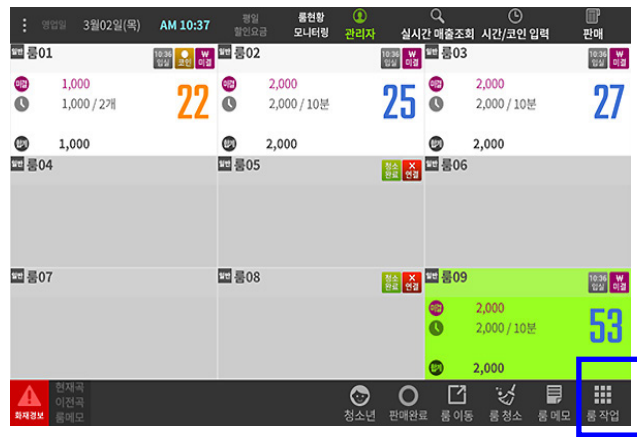 영업일 3월02일(목) AM 10:37 평일 할인요금 룸현황 모니터링 관리자 실시간 매출조회 시간/코인 입력 판매
일반 룸01 10:36 입실 코인 ₩ 미결
미결 1,000
1,000 / 2개
22
합계 1,000
일반 룸02 10:36 입실 ₩ 미결
미결 2,000
2,000 / 10분
25
합계 2,000
일반 룸03 10:36 입실 ₩ 미결
미결 2,000
2,000 / 10분
27
합계 2,000
일반 룸04
일반 룸05 청소 완료 X 연결
일반 룸06
일반 룸07
일반 룸08 청소 완료 X 연결
일반 룸09 10:36 입실 ₩ 미결
미결 2,000
2,000 / 10분
53
합계 2,000
화재경보
현재곡
이전곡
룸메모
청소년 판매완료 룸 이동 룸 청소 룸 메모 룸 작업